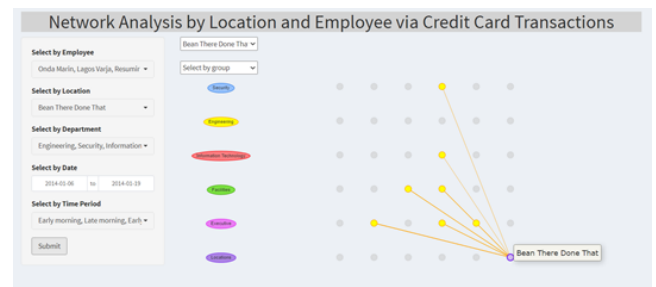 Network Analysis by Location and Employee via Credit Card Transactions
Select by Employee
Onda Marin, Lagos Varja, Resumir
Select by Location
Bean There Done That
Select by Department
Engineering, Security, Information
Select by Date
2014-01-06 to 2014-01-19
Select by Time Period
Early morning, Late morning, Earl
Submit
Bean There Done Tha
Select by group
Security
Engineering
Information Technology
Facilities
Executive
Locations
Bean There Done That